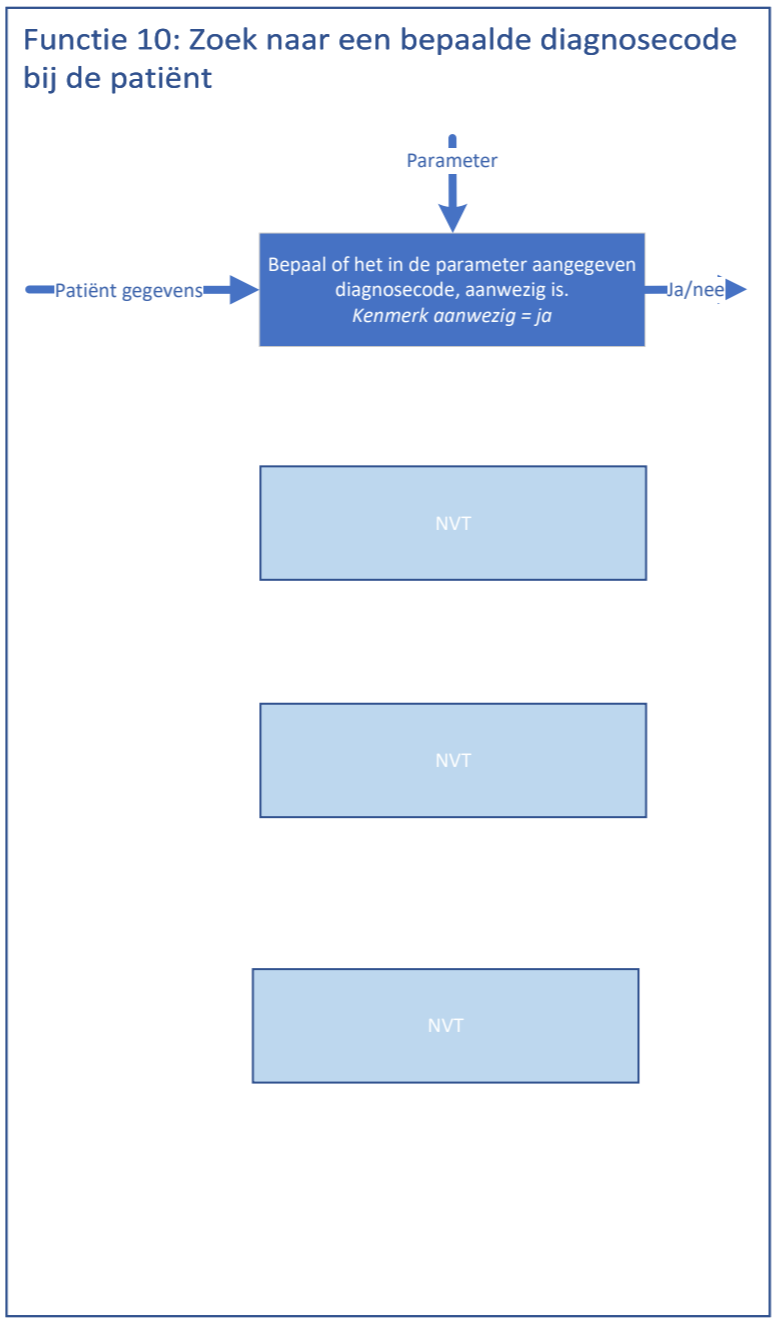 Functie 10: Zoek naar een bepaalde diagnosecode
bij de patiënt
Parameter
Bepaal of het in de parameter aangegeven
diagnosecode, aanwezig is.
Kenmerk aanwezig = ja
Patiënt gegevens
Ja/nee
NVT
NVT
NVT